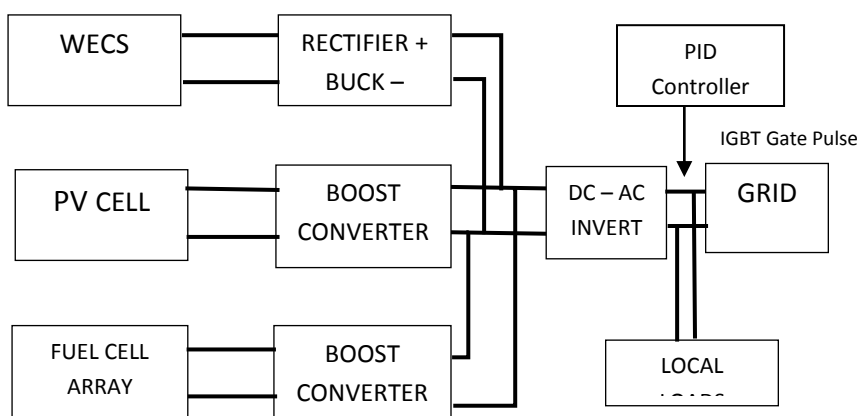 WECS
RECTIFIER +
BUCK –
PID
Controller
IGBT Gate Pulse
PV CELL
BOOST
CONVERTER
DC – AC
INVERT
GRID
FUEL CELL
ARRAY
BOOST
CONVERTER
LOCAL
LOADS